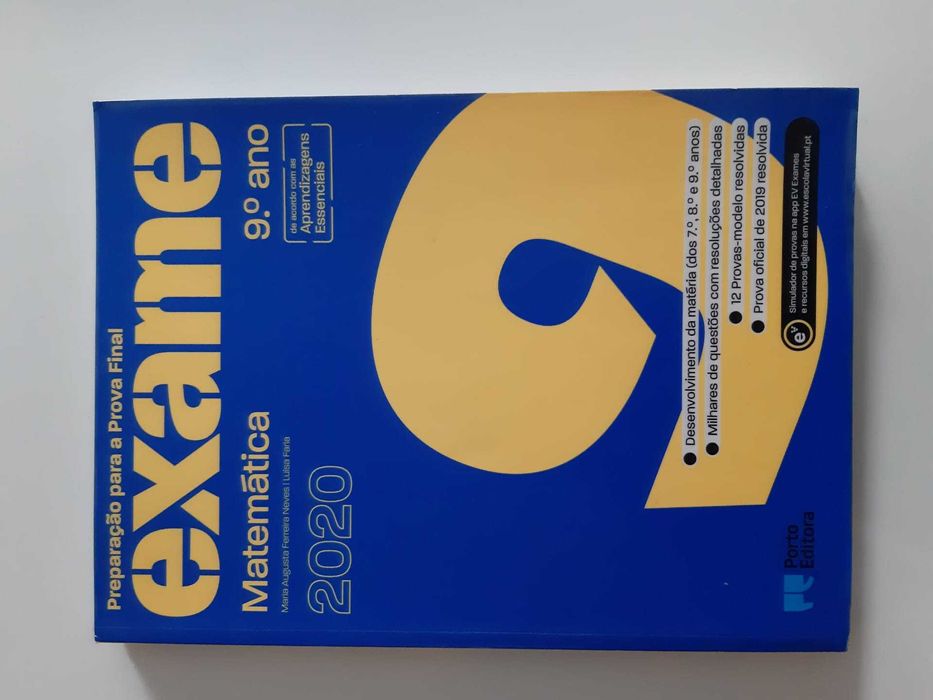 Preparação para a Prova Final
exame
Matemática
9.º ano
Maria Augusta Ferreira Neves | Luísa Faria
de acordo com as
Aprendizagens
Essenciais
2020
9
Desenvolvimento da matéria (dos 7.º, 8.º e 9.º anos)
Milhares de questões com resoluções detalhadas
12 Provas-modelo resolvidas
Prova oficial de 2019 resolvida
ev
Simulador de provas na app EV Exames
e recursos digitais em www.escolavirtual.pt
Porto
Editora